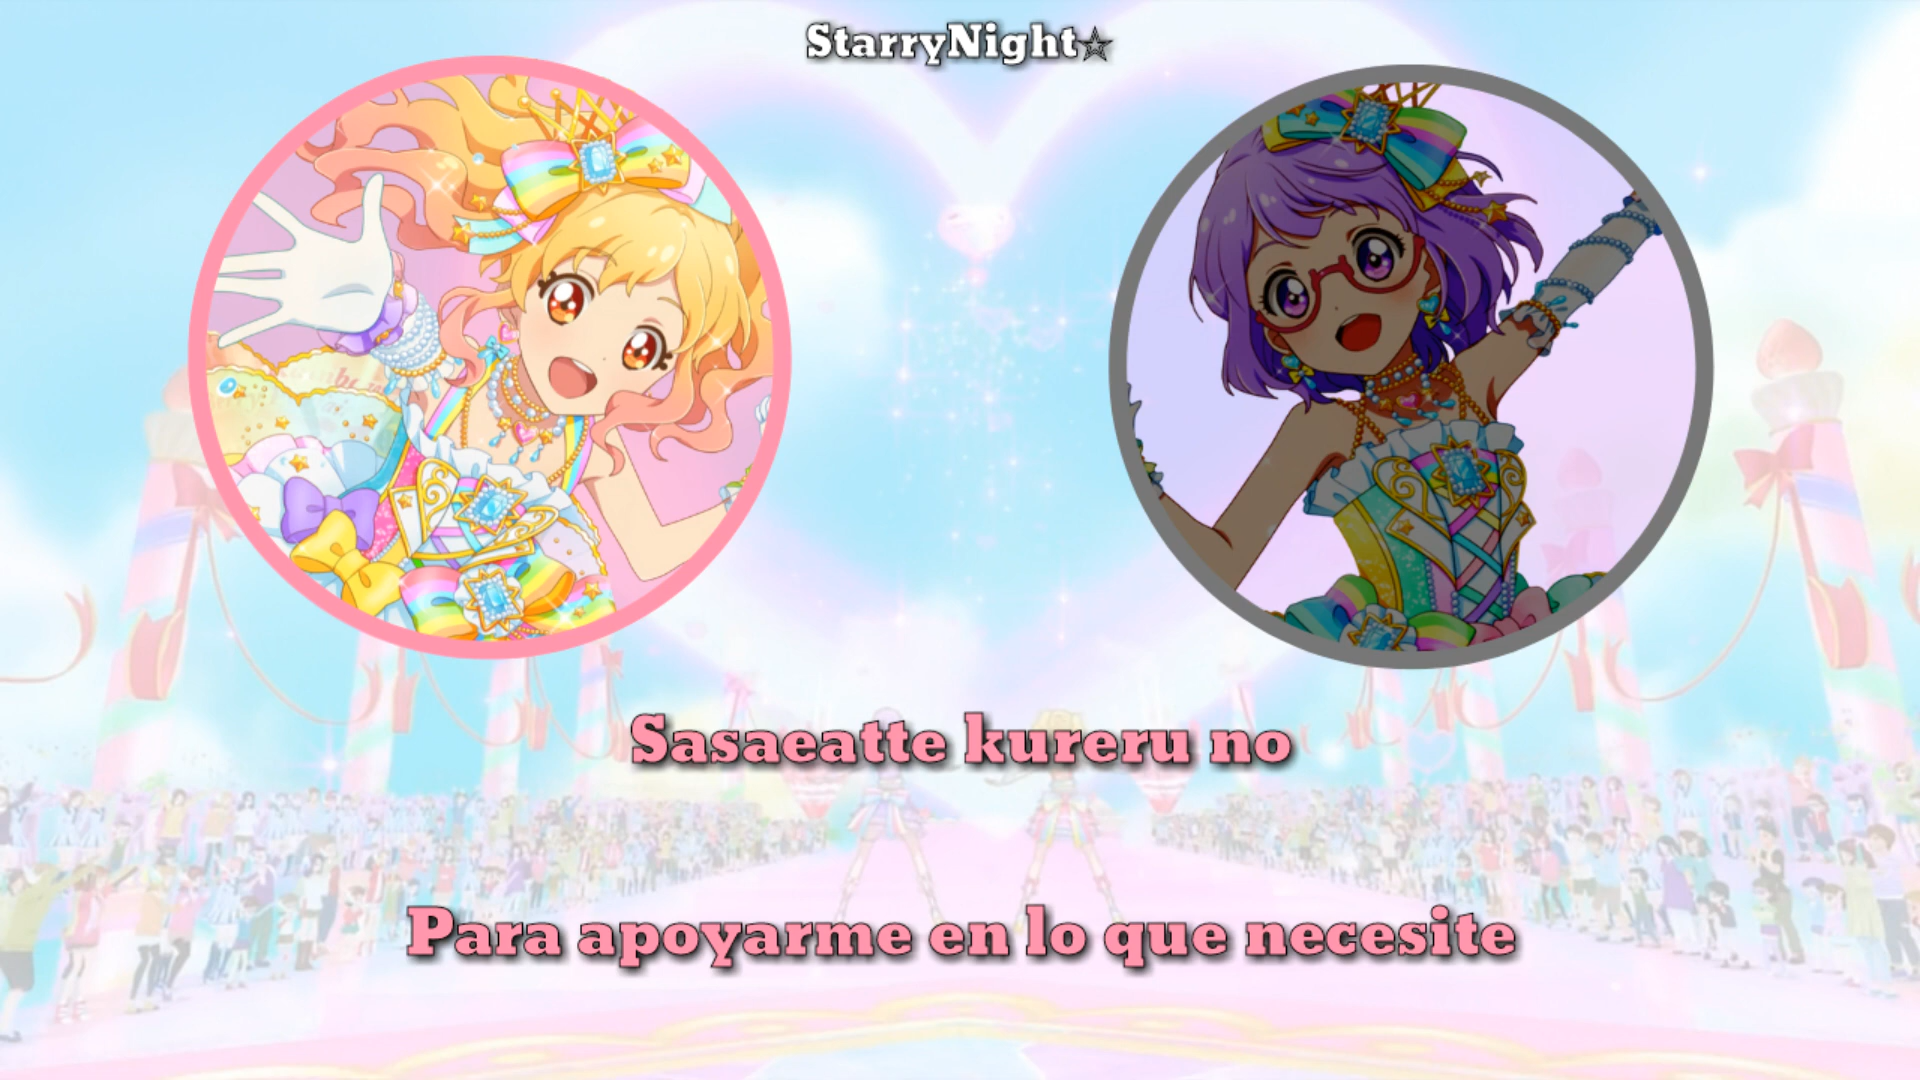 StarryNight☆
Sasaeatte kureru no
Para apoyarme en lo que necesite